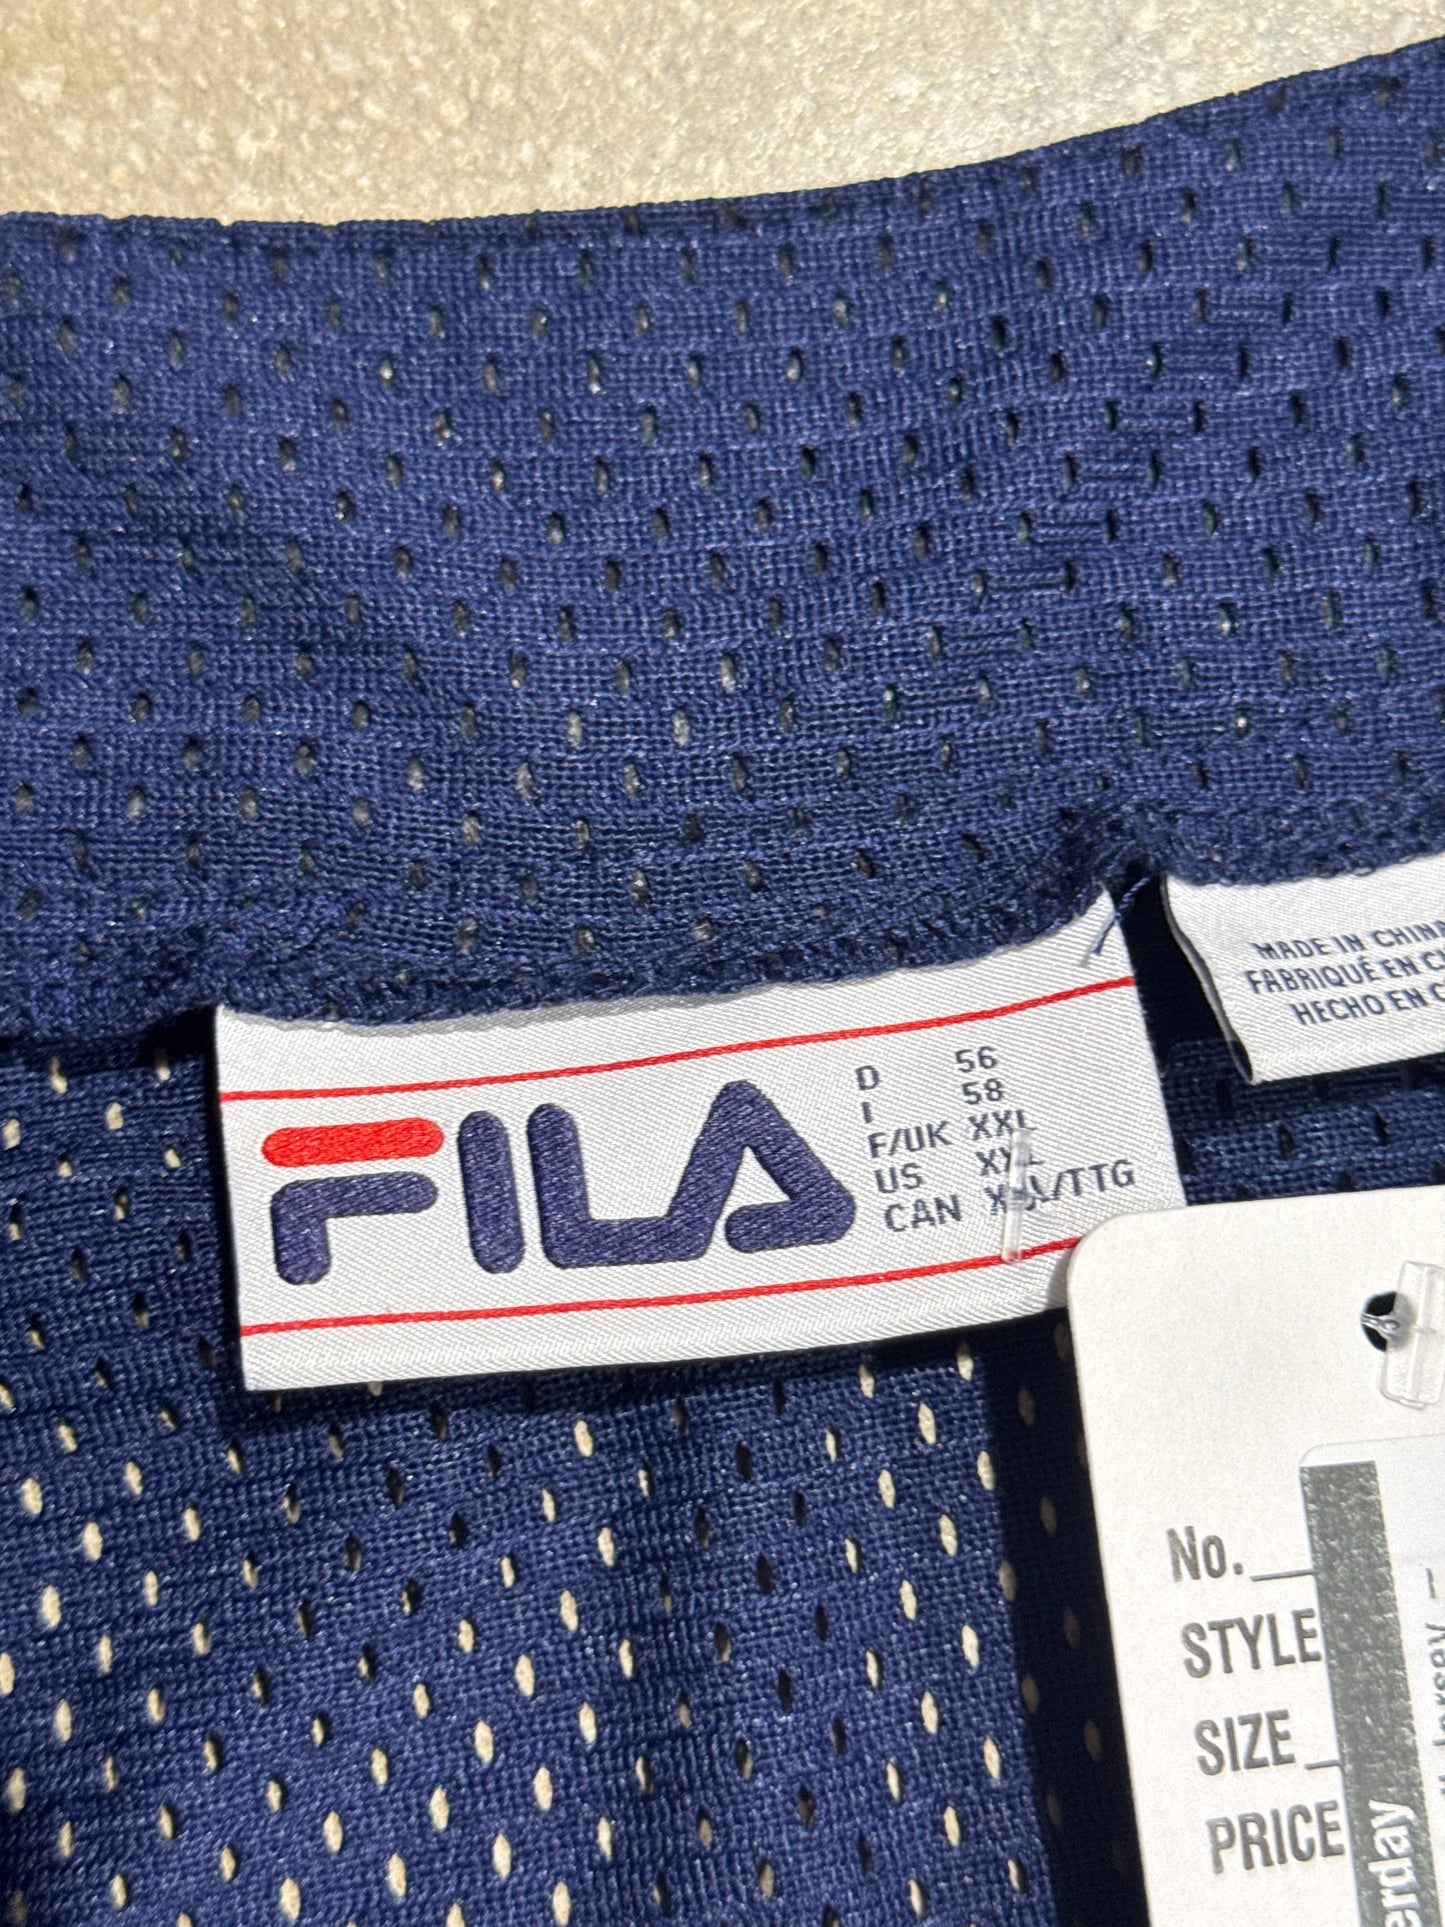 MADE IN CHINA
FABRIQUÉ EN
HECHO EN
FILA
D 56
I 58
F/UK XXL
US XXL
CAN /TTG
No.
STYLE
SIZE
PRICE